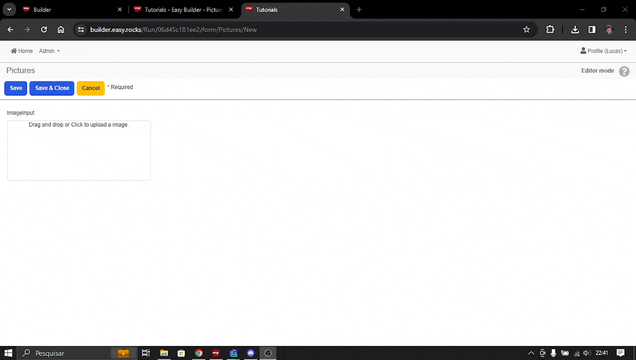 Builder
Tutorials - Easy Builder - Pictur
Tutorials
builder.easy.rocks/Run/06d45c181ee2/form/Pictures/New
Home
Admin
Profile (Lucas)
Pictures
Editor mode
?
Save
Save & Close
Cancel
* Required
ImageInput
Drag and drop or Click to upload a image.
Pesquisar
22:41